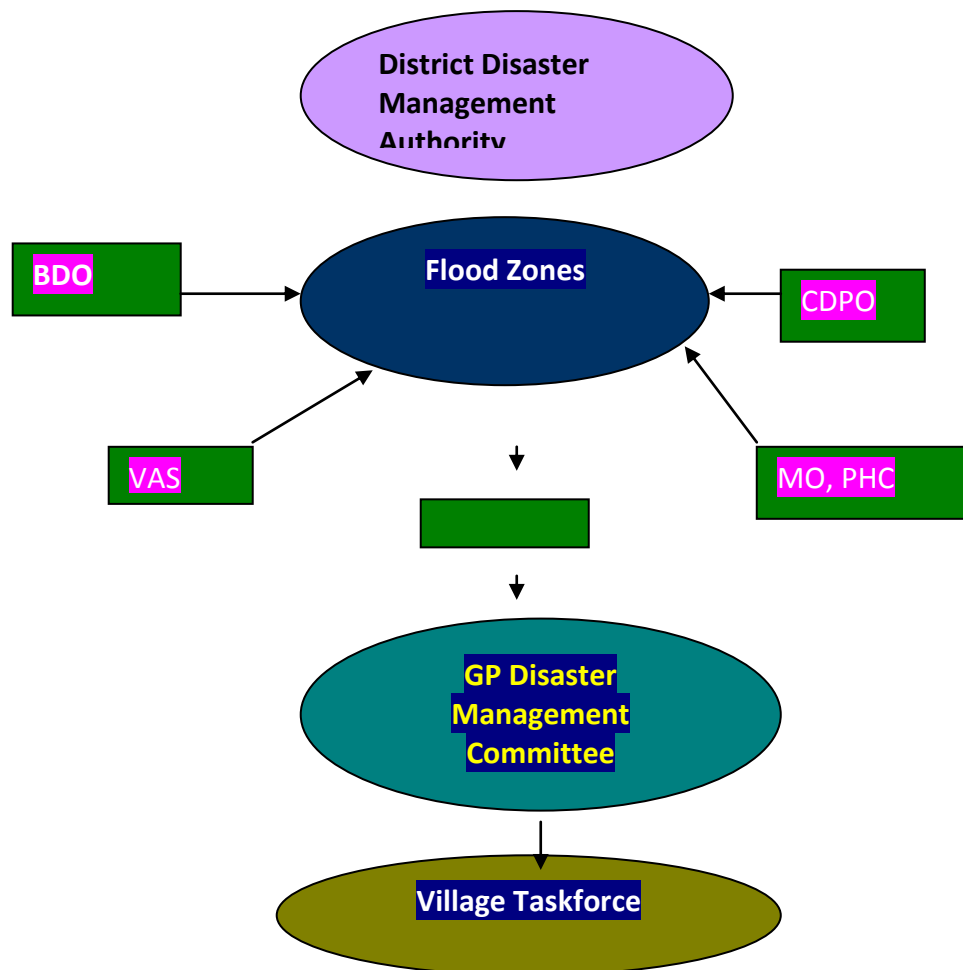 District Disaster
Management
Authority
Flood Zones
BDO
CDPO
VAS
MO, PHC
GP Disaster
Management
Committee
Village Taskforce